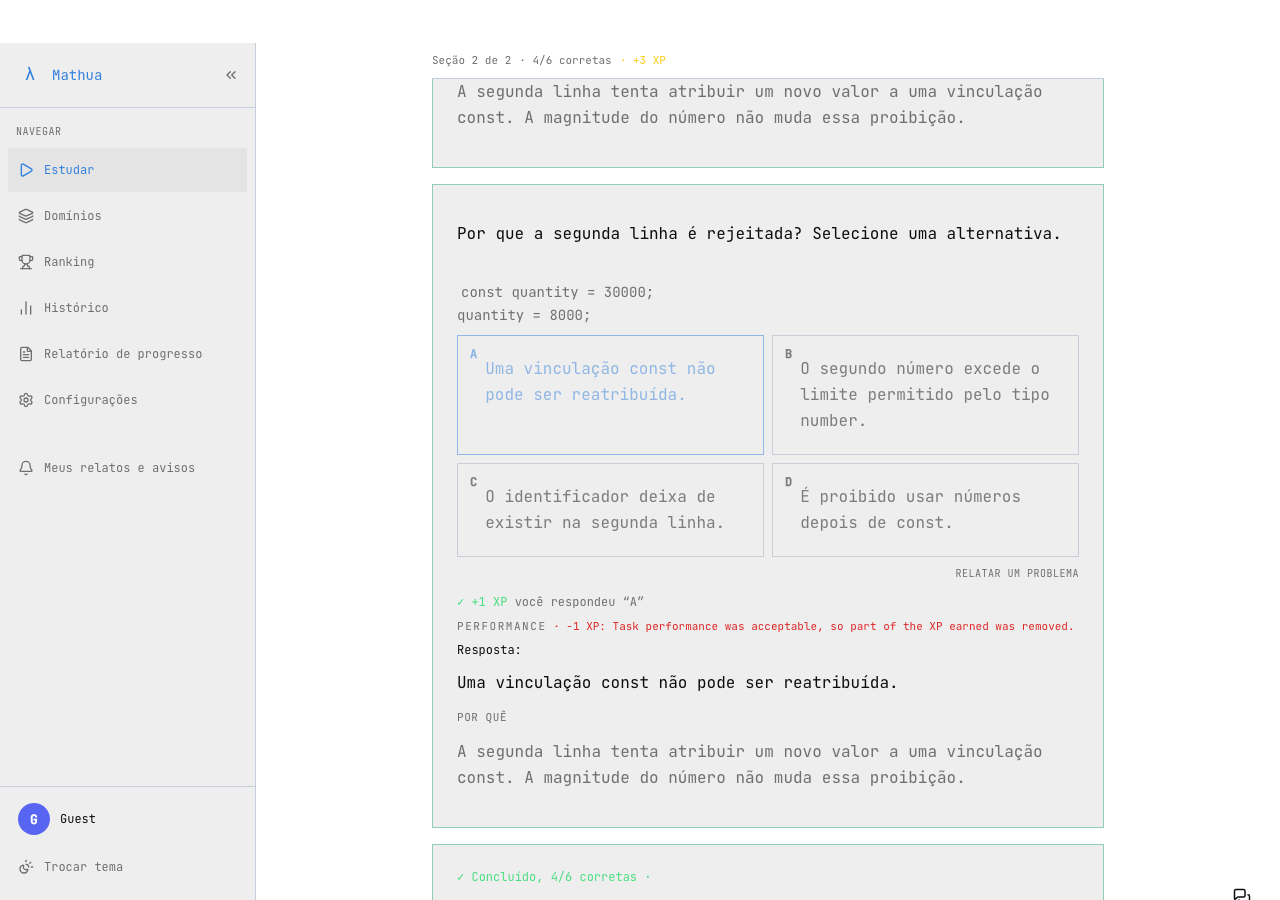 λ Mathua
NAVEGAR
Estudar
Domínios
Ranking
Histórico
Relatório de progresso
Configurações
Meus relatos e avisos
G Guest
Trocar tema
Seção 2 de 2 · 4/6 corretas · +3 XP
A segunda linha tenta atribuir um novo valor a uma vinculação
const. A magnitude do número não muda essa proibição.
Por que a segunda linha é rejeitada? Selecione uma alternativa.
const quantity = 30000;
quantity = 8000;
A
Uma vinculação const não
pode ser reatribuída.
B
O segundo número excede o
limite permitido pelo tipo
number.
C
O identificador deixa de
existir na segunda linha.
D
É proibido usar números
depois de const.
RELATAR UM PROBLEMA
✓ +1 XP você respondeu “A”
PERFORMANCE · -1 XP: Task performance was acceptable, so part of the XP earned was removed.
Resposta:
Uma vinculação const não pode ser reatribuída.
POR QUÊ
A segunda linha tenta atribuir um novo valor a uma vinculação
const. A magnitude do número não muda essa proibição.
✓ Concluído, 4/6 corretas ·